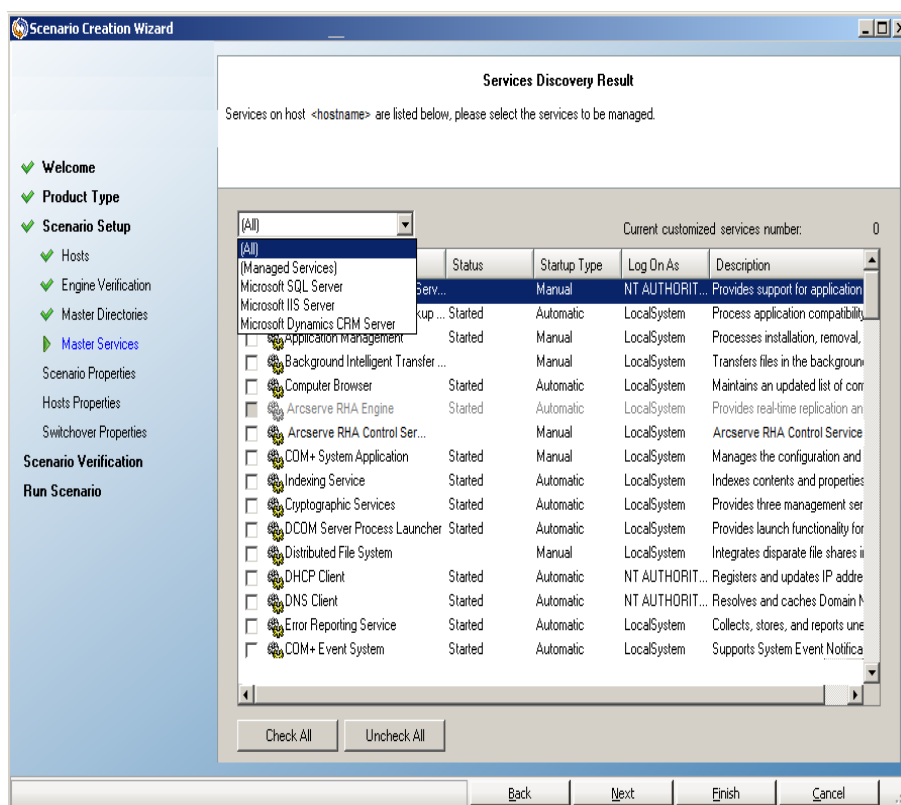 Scenario Creation Wizard
Services Discovery Result
Services on host <hostname> are listed below, please select the services to be managed.
Welcome
Product Type
Scenario Setup
Hosts
Engine Verification
Master Directories
Master Services
Scenario Properties
Hosts Properties
Switchover Properties
Scenario Verification
Run Scenario
(All)
Current customized services number: 0
(All)
(Managed Services)
Microsoft SQL Server
Microsoft IIS Server
Microsoft Dynamics CRM Server
Status Startup Type Log On As Description
Serv... Manual NT AUTHORIT... Provides support for application
kup ... Started Automatic LocalSystem Process application compatibility
Application Management Started Manual LocalSystem Processes installation, removal,
Background Intelligent Transfer ... Manual LocalSystem Transfers files in the backgroun
Computer Browser Started Automatic LocalSystem Maintains an updated list of com
Arcserve RHA Engine Started Automatic LocalSystem Provides real-time replication an
Arcserve RHA Control Ser... Manual LocalSystem Arcserve RHA Control Service
COM+ System Application Started Manual LocalSystem Manages the configuration and
Indexing Service Started Automatic LocalSystem Indexes contents and properties
Cryptographic Services Started Automatic LocalSystem Provides three management ser
DCOM Server Process Launcher Started Automatic LocalSystem Provides launch functionality for
Distributed File System Manual LocalSystem Integrates disparate file shares i
DHCP Client Started Automatic NT AUTHORIT... Registers and updates IP addre
DNS Client Started Automatic NT AUTHORIT... Resolves and caches Domain N
Error Reporting Service Started Automatic LocalSystem Collects, stores, and reports une
COM+ Event System Started Automatic LocalSystem Supports System Event Notifica
Check All Uncheck All
Back Next Finish Cancel